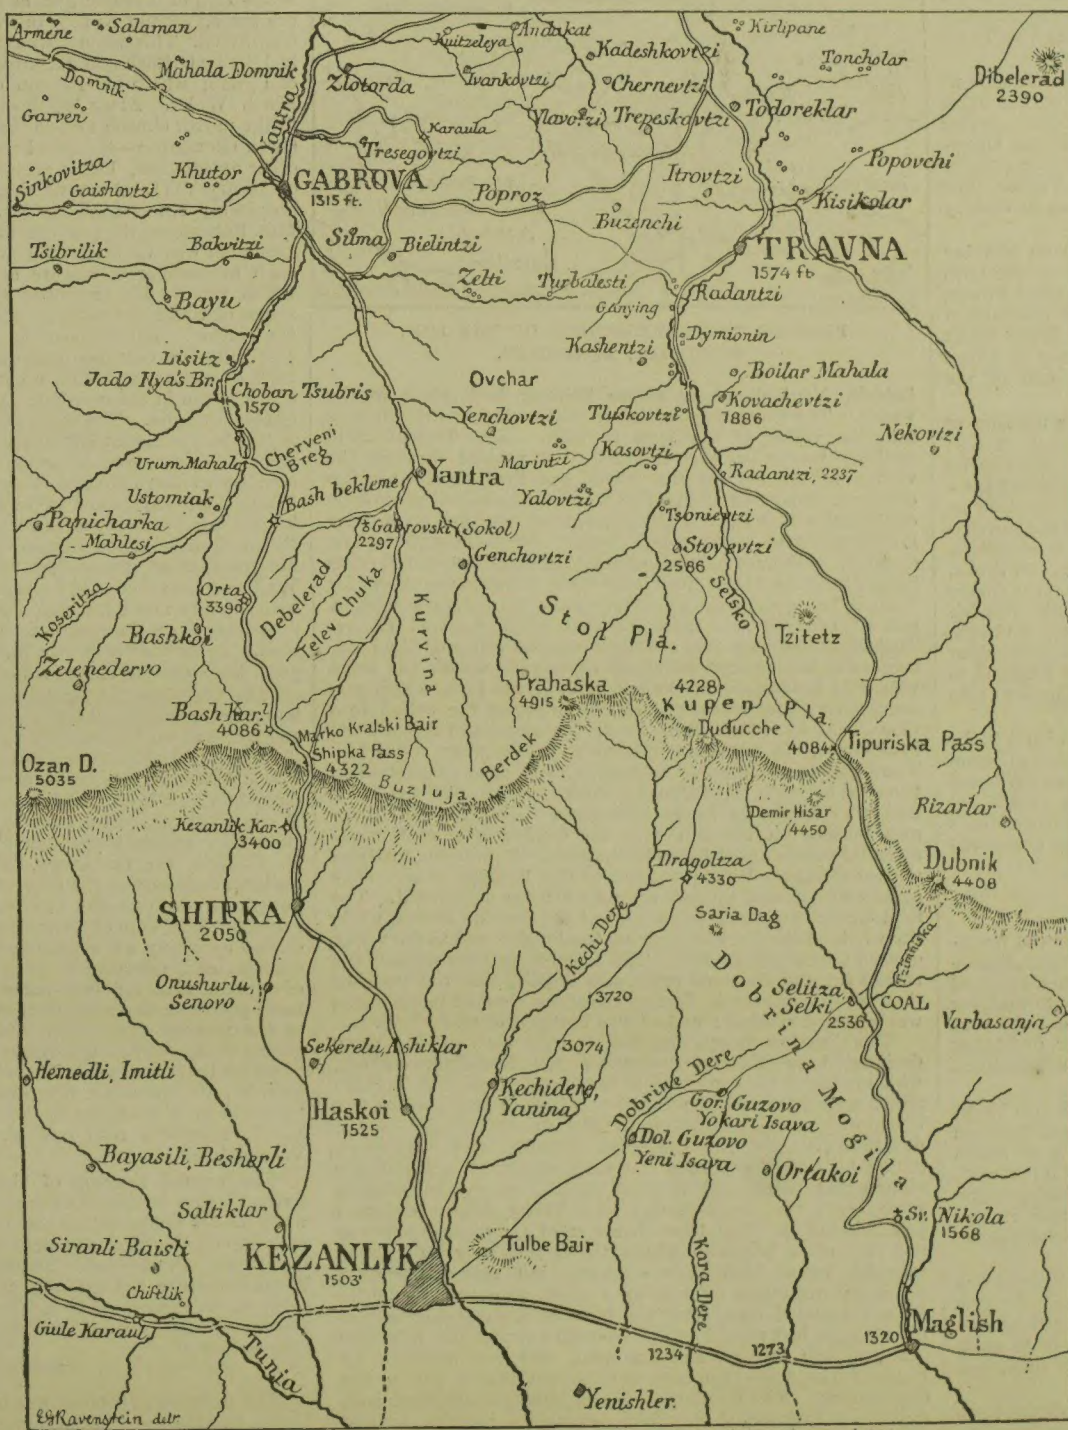 Armene
Salaman
Andakat
Kuitzeleya
Kirlipane
Domnik
Mahala Domnik
Kadeshkovtzi
Toncholar
Dibelerad
2390
Zlotorda
Ivankovtzi
Chernevtzi
Garven
Yantra
Karaula
Vlavo
Trepeskovtzi
Todoreklar
Tresegovtzi
Popovchi
Sinkovitza
Khutor
Gaishovtzi
GABROVA
1315 ft.
Poproz
Itrovtzi
Kisikolar
Buzenchi
Silma
Bielintzi
Bakvitzi
Tsibrilik
TRAVNA
1574 ft
Bayu
Zelti
Turbalesti
Radantzi
Ganying
Dymionin
Lisitz
Kashentzi
Jado Ilya's Br.
Choban Tsubris
1570
Ovchar
Boilar Mahala
Kovachevtzi
1886
Yenchovtzi
Tluskovtzi
Nekovtzi
Cherveni
Breg
Urum Mahale
Marintzi
Kasovtzi
Yantra
Radantzi, 2237
Bash bekleme
Ustomiak
Yalovtzi
Panicharka
Mahlesi
Gabrovski (Sokol)
2297
Tsonievtzi
Genchovtzi
Stoyevtzi
2586
Selsko
Orta
3390
Debelerad
Telev Chuka
Kurvina
Stol Pla.
Koseritza
Bashkoi
Tzitetz
Zelenedervo
Prahaska
4915
4228
Kupen Pla.
Bash Kar.l
4086
Marko Kralski Bair
Shipka Pass
4322
Berdek
Duducche
4084
Tipuriska Pass
Ozan D.
5035
Buzluja
Demir Hisar
4450
Rizarlar
Kezanlik Kar.
3400
Dragoltza
4330
Dubnik
4408
SHIPKA
2050
Saria Dag
Kechi Dere
Tzimniska
Onushurlu,
Senovo
Dobrina Mogila
Selitza
Selki
2536
COAL
3720
Varbasanja
Sekerelu, Ashiklar
3074
Hemedli, Imitli
Kechidere,
Yanina
Dobrine Dere
Gor. Guzovo
Yokari Isava
Haskoi
1525
Dol. Guzovo
Yeni Isava
Ortakoi
Bayasili, Besherli
Saltiklar
Sv. Nikola
1568
Siranli Baisli
KEZANLIK
1503'
Tulbe Bair
Kara Dere
Chiftlik
Giule Karaul
Tunja
1234
1273
1320
Maglish
Yenishler.
EGRavenstein delt